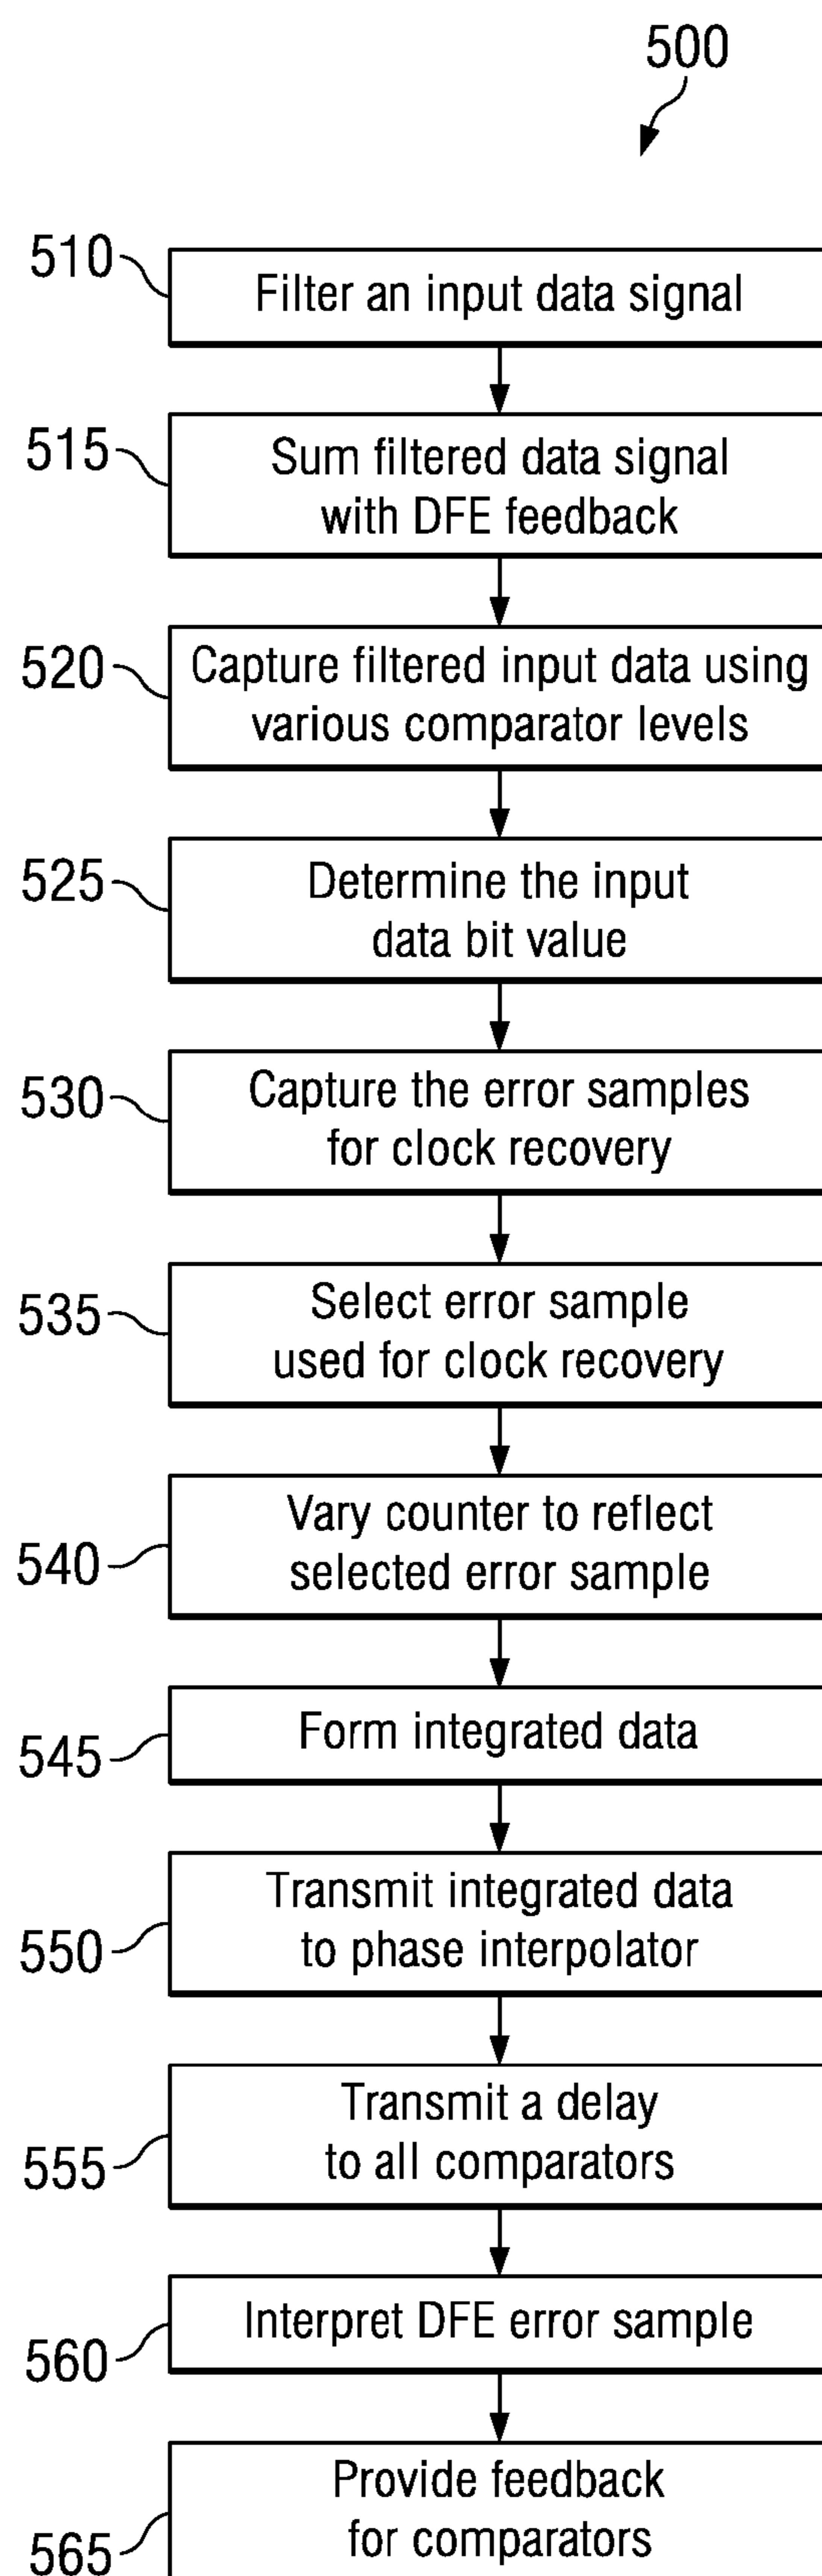 500
510
Filter an input data signal
515
Sum filtered data signal
with DFE feedback
520
Capture filtered input data using
various comparator levels
525
Determine the input
data bit value
530
Capture the error samples
for clock recovery
535
Select error sample
used for clock recovery
540
Vary counter to reflect
selected error sample
545
Form integrated data
550
Transmit integrated data
to phase interpolator
555
Transmit a delay
to all comparators
560
Interpret DFE error sample
565
Provide feedback
for comparators